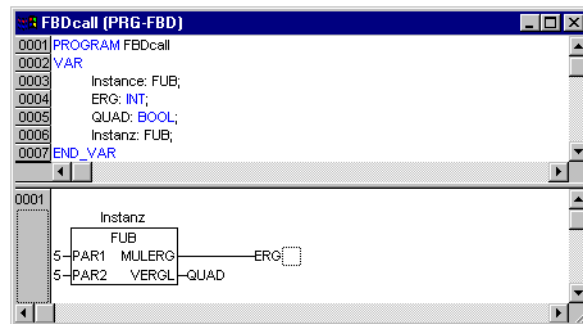 FBDcall (PRG-FBD)
0001 PROGRAM FBDcall
0002 VAR
0003 Instance: FUB;
0004 ERG: INT;
0005 QUAD: BOOL;
0006 Instanz: FUB;
0007 END_VAR
0001
Instanz
FUB
5 PAR1 MULERG ERG
5 PAR2 VERGL QUAD